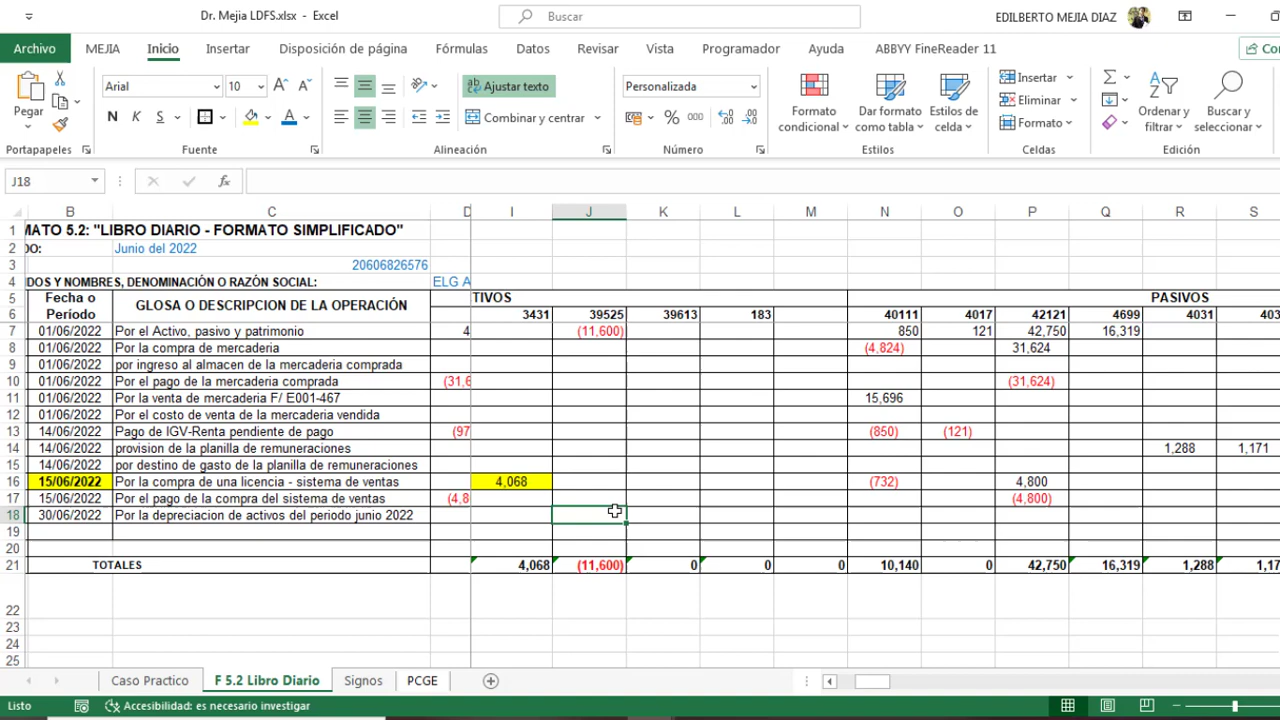 Dr. Mejia LDFS.xlsx - Excel
Buscar
EDILBERTO MEJIA DIAZ
Archivo MEJIA Inicio Insertar Disposición de página Fórmulas Datos Revisar Vista Programador Ayuda ABBYY FineReader 11
Pegar
Arial 10
N K S
Ajustar texto
Combinar y centrar
Personalizada
% 000
Formato condicional
Dar formato como tabla
Estilos de celda
Insertar
Eliminar
Formato
Ordenar y filtrar
Buscar y seleccionar
Portapapeles Fuente Alineación Número Estilos Celdas Edición
J18 fx
B C D I J K L M N O P Q R S
1 MATO 5.2: "LIBRO DIARIO - FORMATO SIMPLIFICADO"
2 DO: Junio del 2022
3 20606826576
4 DOS Y NOMBRES, DENOMINACIÓN O RAZÓN SOCIAL: ELG A
5 Fecha o Periodo GLOSA O DESCRIPCION DE LA OPERACIÓN TIVOS PASIVOS
6 3431 39525 39613 183 40111 4017 42121 4699 4031 403
7 01/06/2022 Por el Activo, pasivo y patrimonio 4 (11,600) 850 121 42,750 16,319
8 01/06/2022 Por la compra de mercaderia (4,824) 31,624
9 01/06/2022 por ingreso al almacen de la mercaderia comprada
10 01/06/2022 Por el pago de la mercaderia comprada (31,6 (31,624)
11 01/06/2022 Por la venta de mercaderia F/ E001-467 15,696
12 01/06/2022 Por el costo de venta de la mercaderia vendida
13 14/06/2022 Pago de IGV-Renta pendiente de pago (97 (850) (121)
14 14/06/2022 provision de la planilla de remuneraciones 1,288 1,171
15 14/06/2022 por destino de gasto de la planilla de remuneraciones
16 15/06/2022 Por la compra de una licencia - sistema de ventas 4,068 (732) 4,800
17 15/06/2022 Por el pago de la compra del sistema de ventas (4,8 (4,800)
18 30/06/2022 Por la depreciacion de activos del periodo junio 2022
19
20
21 TOTALES 4,068 (11,600) 0 0 0 10,140 0 42,750 16,319 1,288 1,17
22
23
24
25
Caso Practico F 5.2 Libro Diario Signos PCGE
Listo Accesibilidad: es necesario investigar